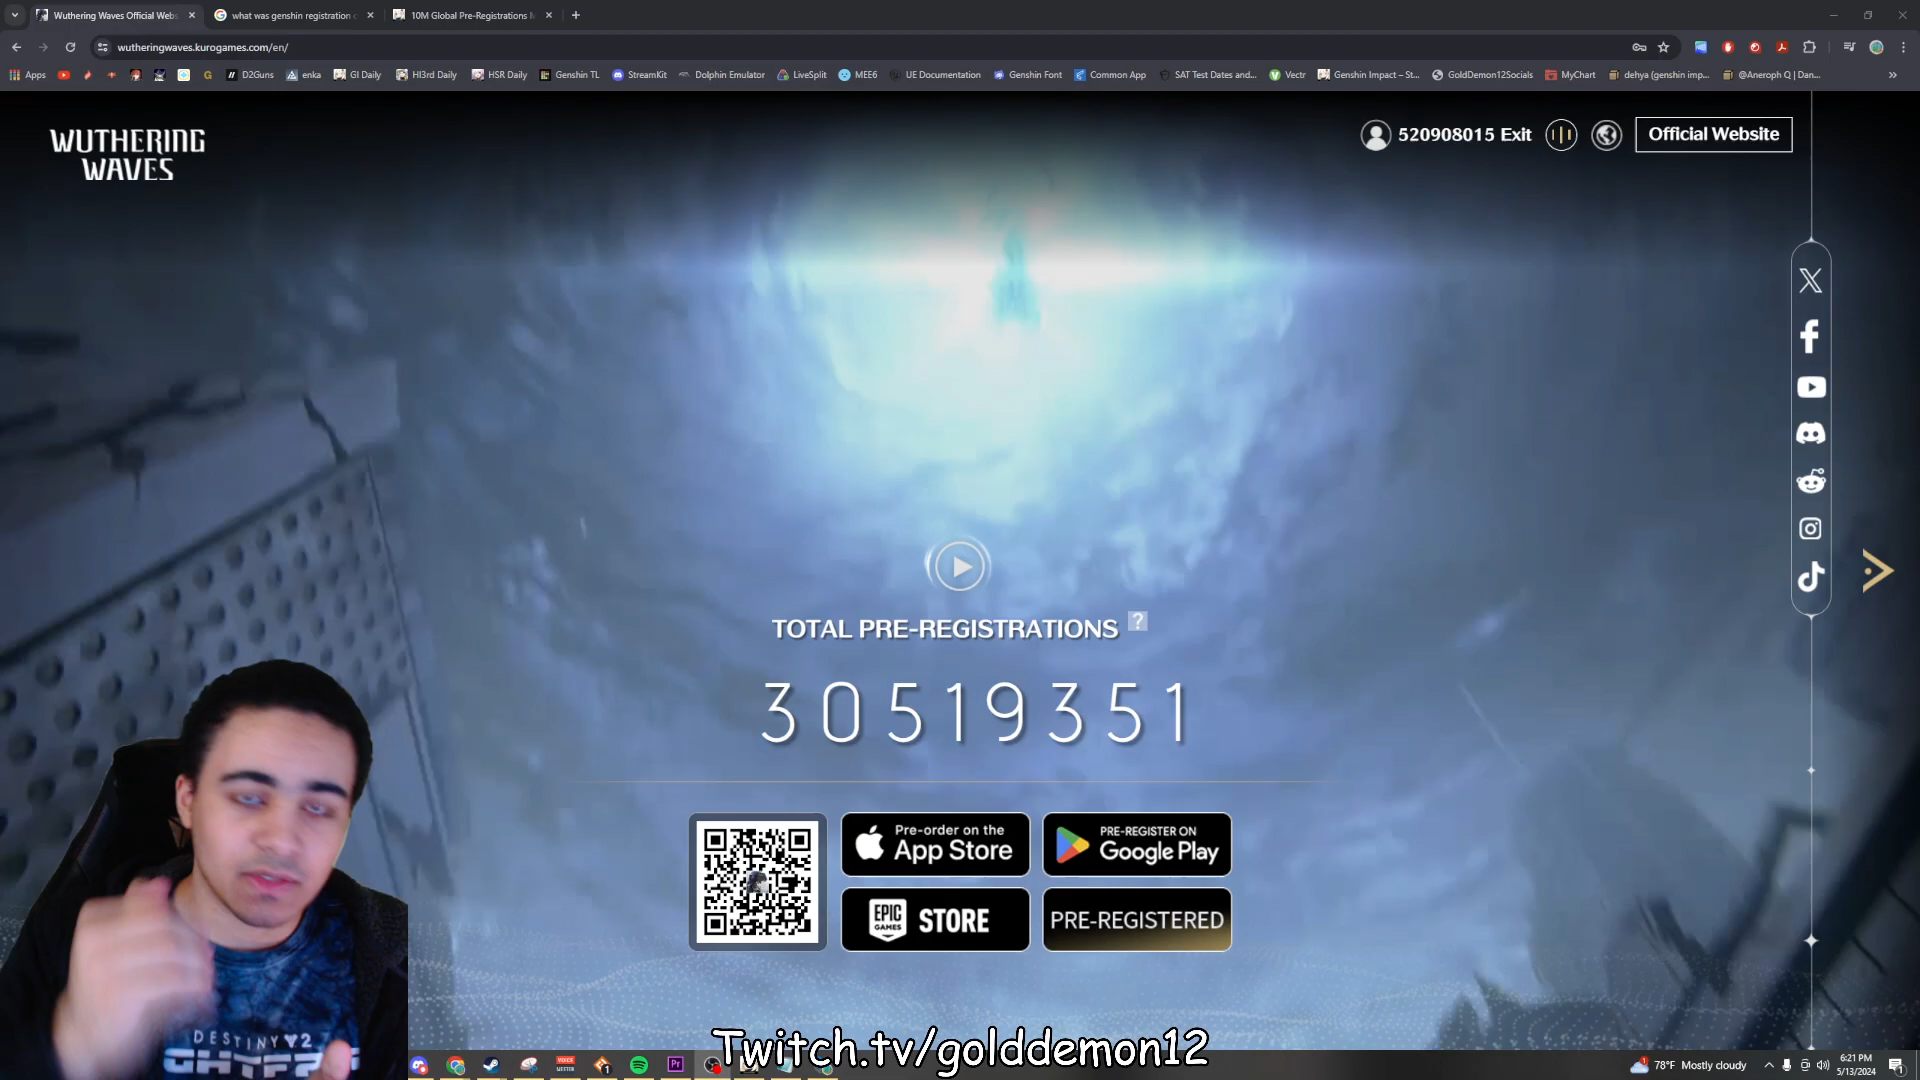 Wuthering Waves Official Webs
what was genshin registration
10M Global Pre-Registrations
wutheringwaves.kurogames.com/en/
Apps
D2Guns
enka
GI Daily
HI3rd Daily
HSR Daily
Genshin TL
StreamKit
Dolphin Emulator
LiveSplit
MEE6
UE Documentation
Genshin Font
Common App
SAT Test Dates and...
Vectr
Genshin Impact – St...
GoldDemon12Socials
MyChart
dehya (genshin imp...
@Aneroph Q | Dan...
WUTHERING
WAVES
520908015 Exit
Official Website
TOTAL PRE-REGISTRATIONS ?
30519351
Pre-order on the
App Store
PRE-REGISTER ON
Google Play
EPIC
GAMES
STORE
PRE-REGISTERED
DESTINY 2
Twitch.tv/golddemon12
VOICE
MEETER
Pr
78°F Mostly cloudy
6:21 PM
5/13/2024